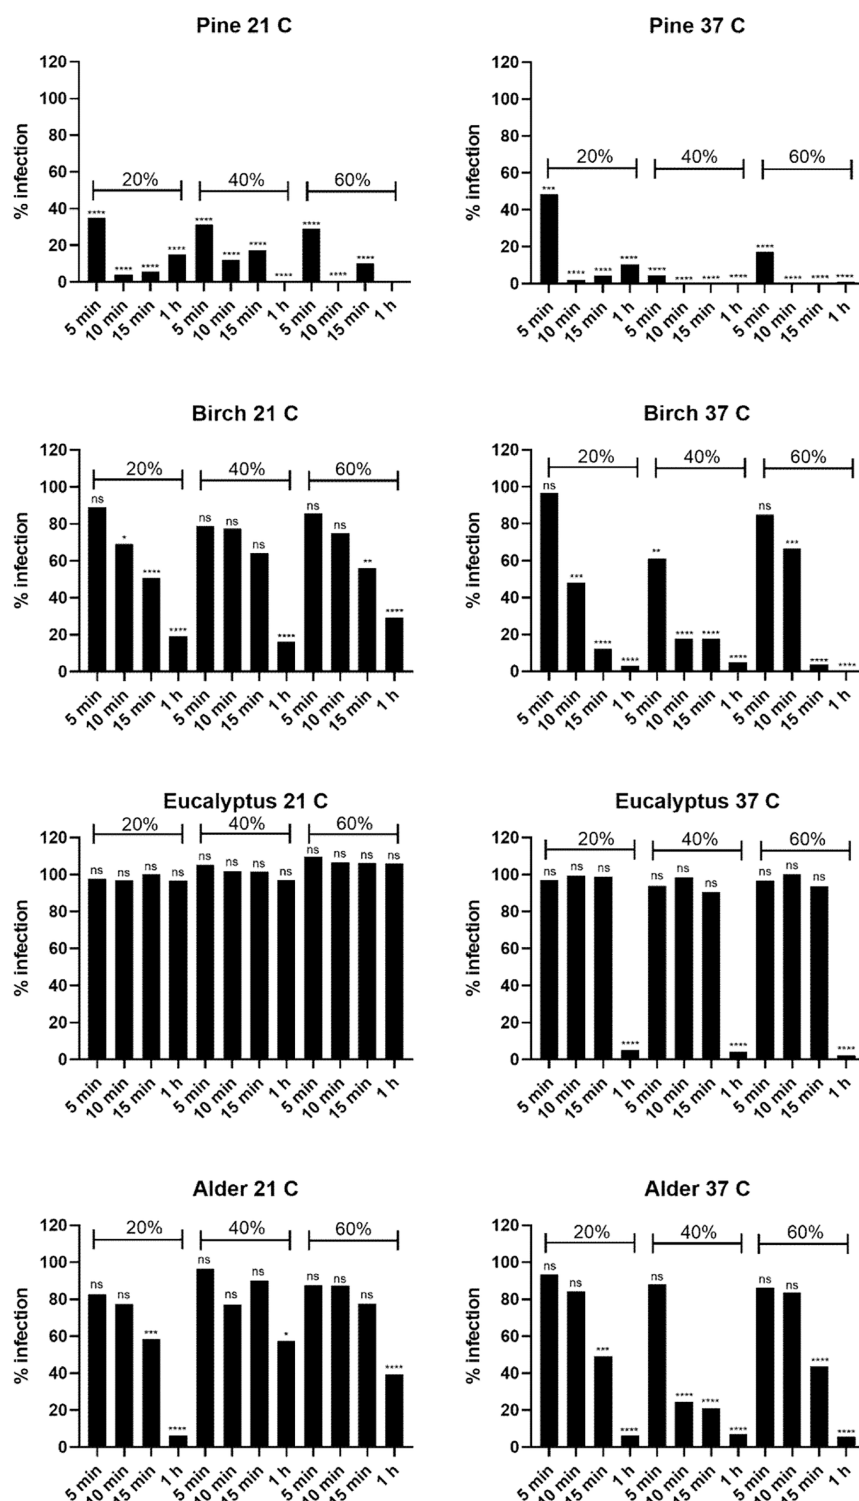 Pine 21 C
% infection
120
100
80
60
40
20
0
20%
40%
60%
**** **** **** **** **** **** **** **** **** **** ****
5 min 10 min 15 min 1 h 5 min 10 min 15 min 1 h 5 min 10 min 15 min 1 h
Pine 37 C
% infection
120
100
80
60
40
20
0
20%
40%
60%
*** **** **** **** **** **** **** **** **** **** **** ****
5 min 10 min 15 min 1 h 5 min 10 min 15 min 1 h 5 min 10 min 15 min 1 h
Birch 21 C
% infection
120
100
80
60
40
20
0
20%
40%
60%
ns * **** **** ns ns ns **** ns ns ** ****
5 min 10 min 15 min 1 h 5 min 10 min 15 min 1 h 5 min 10 min 15 min 1 h
Birch 37 C
% infection
120
100
80
60
40
20
0
20%
40%
60%
ns *** **** **** ** **** **** **** ns *** **** ****
5 min 10 min 15 min 1 h 5 min 10 min 15 min 1 h 5 min 10 min 15 min 1 h
Eucalyptus 21 C
% infection
120
100
80
60
40
20
0
20%
40%
60%
ns ns ns ns ns ns ns ns ns ns ns ns
5 min 10 min 15 min 1 h 5 min 10 min 15 min 1 h 5 min 10 min 15 min 1 h
Eucalyptus 37 C
% infection
120
100
80
60
40
20
0
20%
40%
60%
ns ns ns **** ns ns ns **** ns ns ns ****
5 min 10 min 15 min 1 h 5 min 10 min 15 min 1 h 5 min 10 min 15 min 1 h
Alder 21 C
% infection
120
100
80
60
40
20
0
20%
40%
60%
ns ns *** **** ns ns ns * ns ns ns ****
5 min 10 min 15 min 1 h 5 min 10 min 15 min 1 h 5 min 10 min 15 min 1 h
Alder 37 C
% infection
120
100
80
60
40
20
0
20%
40%
60%
ns ns *** **** ns **** **** **** ns ns **** ****
5 min 10 min 15 min 1 h 5 min 10 min 15 min 1 h 5 min 10 min 15 min 1 h